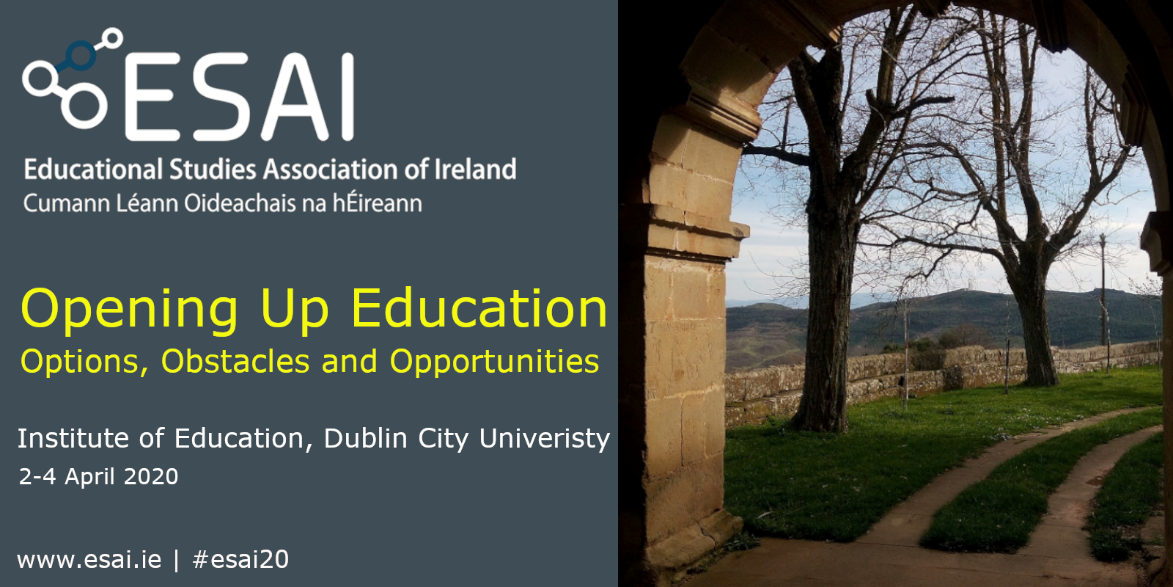 ESAI
Educational Studies Association of Ireland
Cumann Léann Oideachais na hÉireann
Opening Up Education
Options, Obstacles and Opportunities
Institute of Education, Dublin City Univeristy
2-4 April 2020
www.esai.ie | #esai20